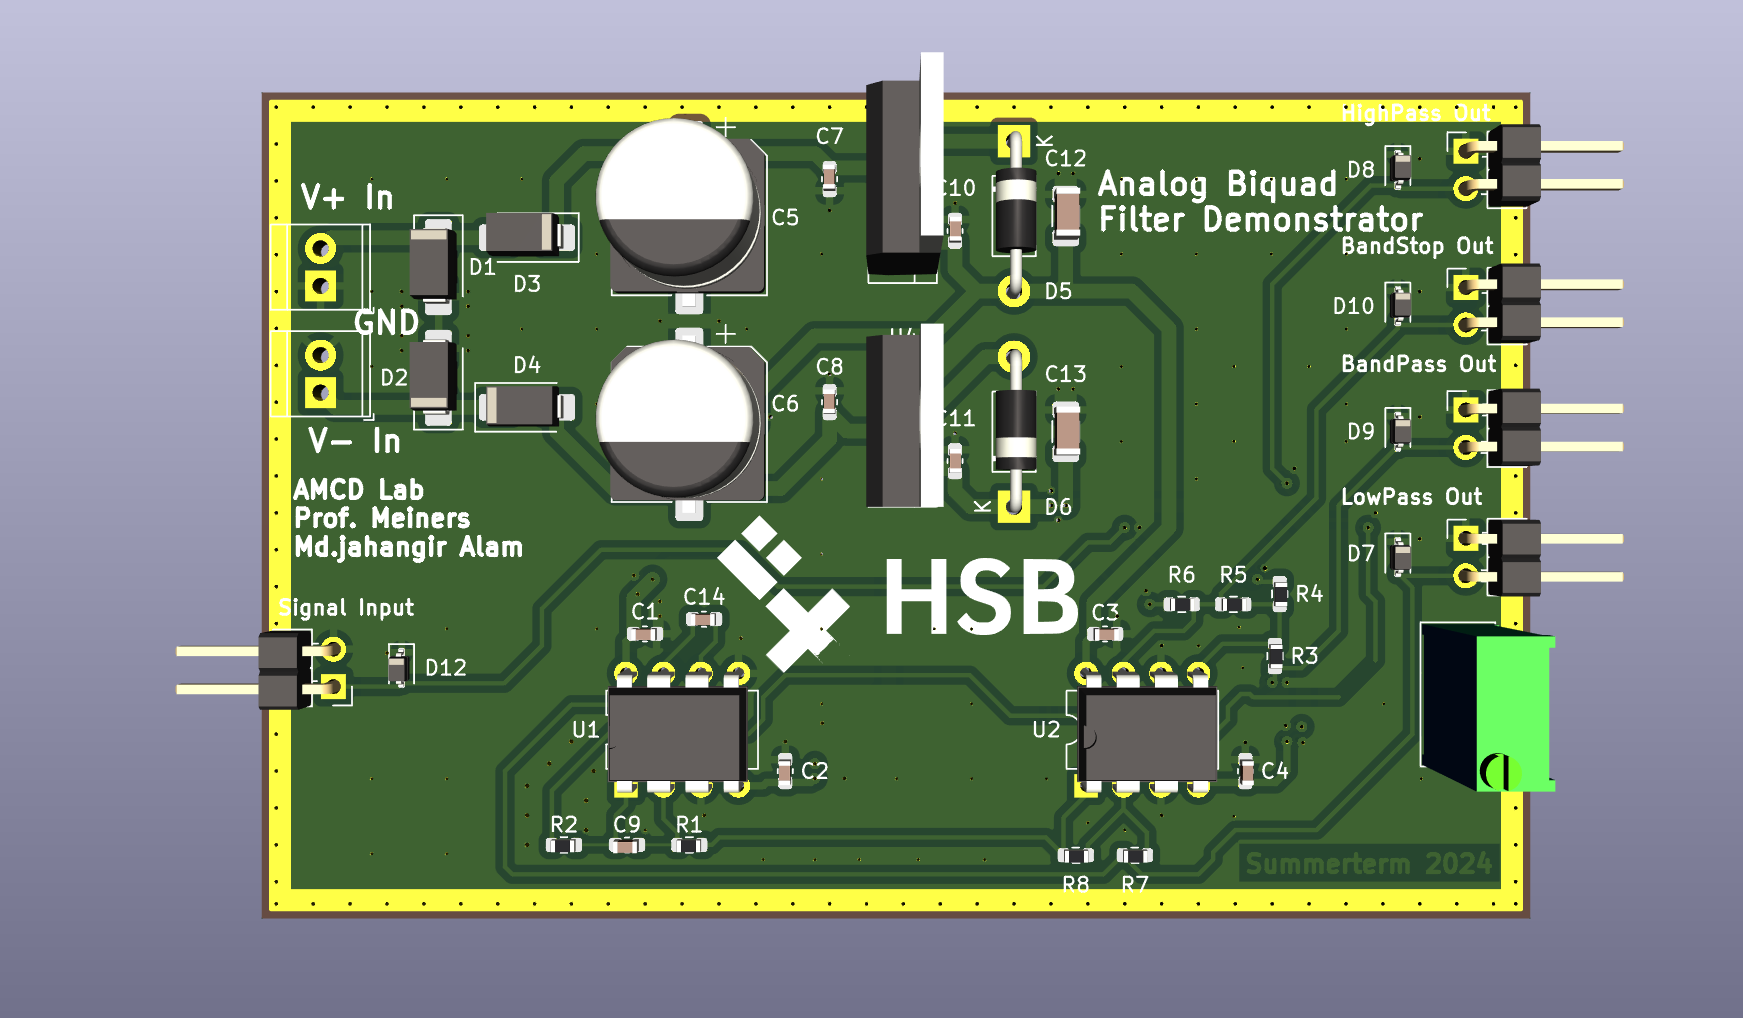 HighPass Out
C7
K
C12
D8
V+ In
C10
Analog Biquad
Filter Demonstrator
C5
BandStop Out
D1
D3
D5
D10
GND
D4
D2
C8
C13
BandPass Out
C6
C11
D9
V- In
AMCD Lab
Prof. Meiners
Md.jahangir Alam
K
D6
LowPass Out
D7
HSB
Signal Input
C1
C14
C3
R6
R5
R4
D12
R3
U1
U2
C2
C4
R2
C9
R1
R8
R7
Summerterm 2024